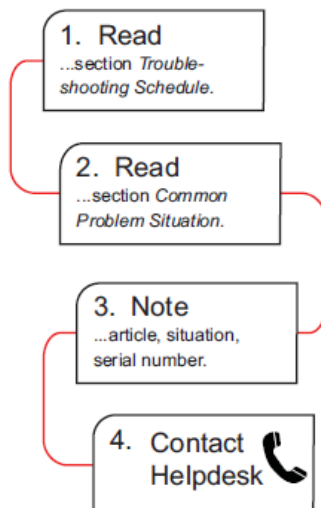 1. Read
...section Trouble-
shooting Schedule.
2. Read
...section Common
Problem Situation.
3. Note
...article, situation,
serial number.
4. Contact
Helpdesk